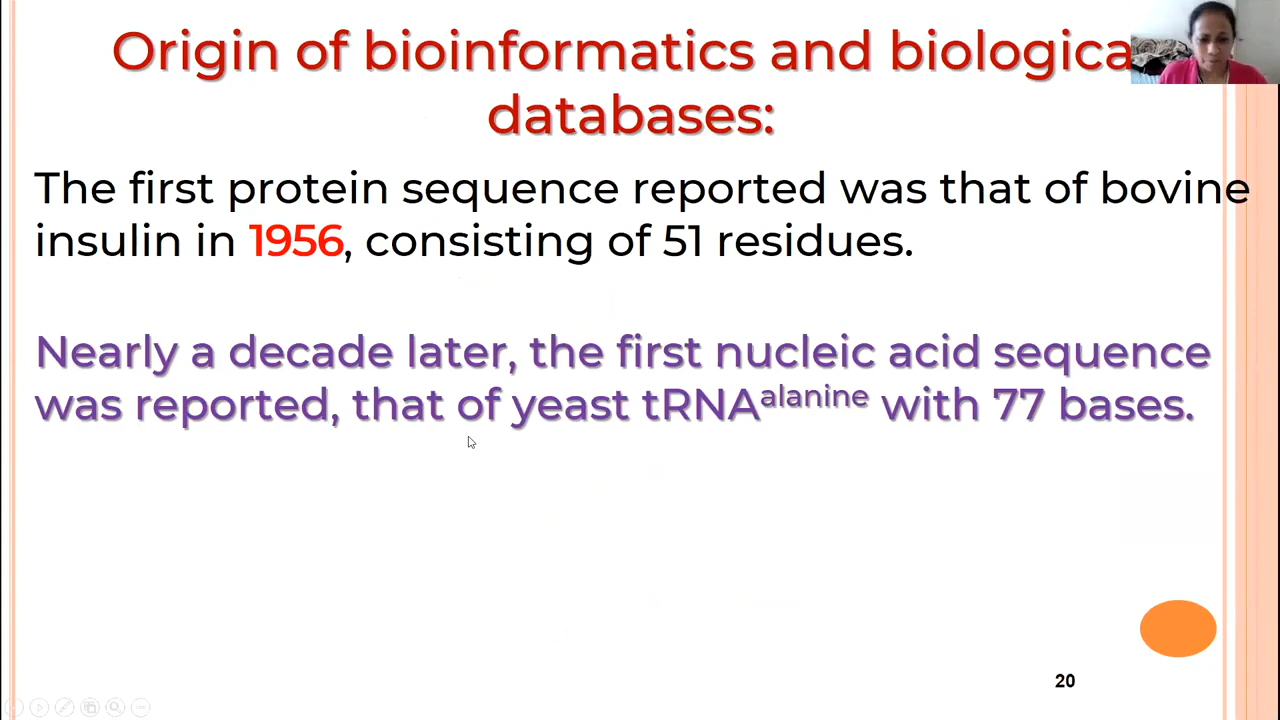 Origin of bioinformatics and biologica
databases:
The first protein sequence reported was that of bovine
insulin in 1956, consisting of 51 residues.
Nearly a decade later, the first nucleic acid sequence
was reported, that of yeast tRNAalanine with 77 bases.
20